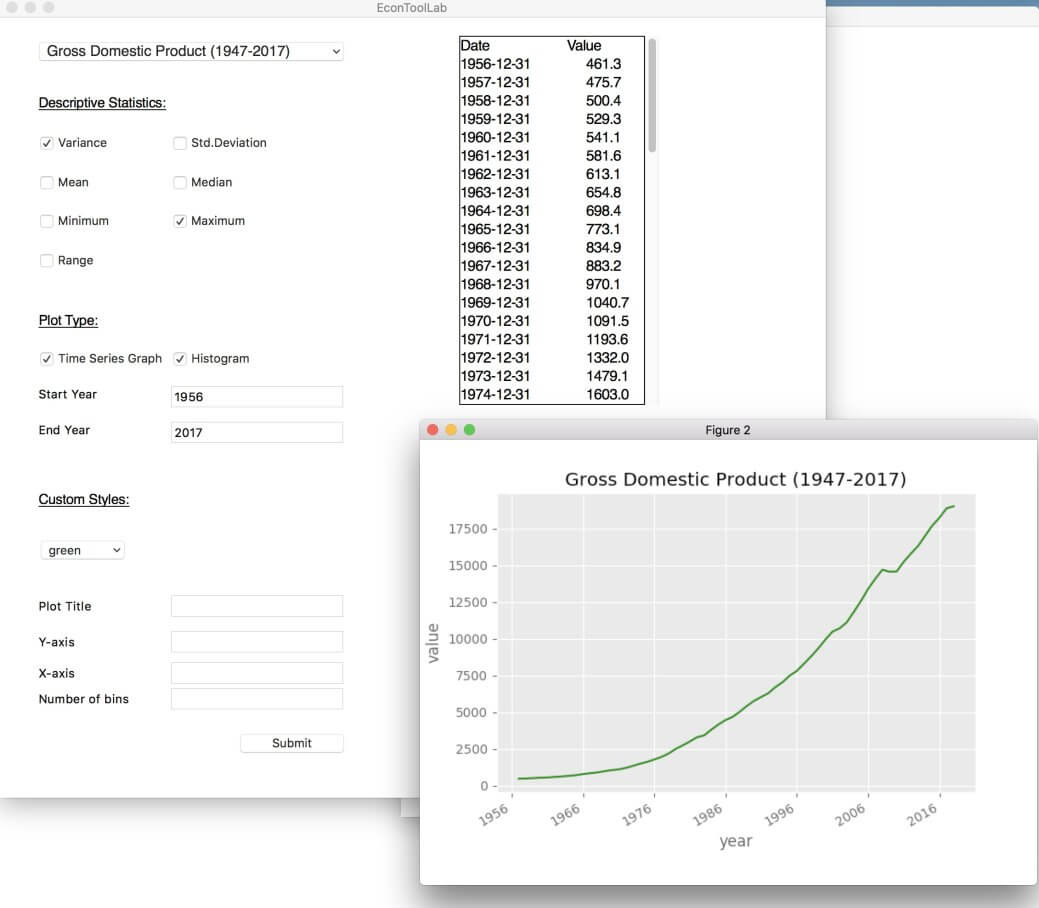 EconToolLab
Gross Domestic Product (1947-2017)
Descriptive Statistics:
Variance Std.Deviation
Mean Median
Minimum Maximum
Range
Plot Type:
Time Series Graph Histogram
Start Year 1956
End Year 2017
Custom Styles:
green
Plot Title
Y-axis
X-axis
Number of bins
Submit
Date Value
1956-12-31 461.3
1957-12-31 475.7
1958-12-31 500.4
1959-12-31 529.3
1960-12-31 541.1
1961-12-31 581.6
1962-12-31 613.1
1963-12-31 654.8
1964-12-31 698.4
1965-12-31 773.1
1966-12-31 834.9
1967-12-31 883.2
1968-12-31 970.1
1969-12-31 1040.7
1970-12-31 1091.5
1971-12-31 1193.6
1972-12-31 1332.0
1973-12-31 1479.1
1974-12-31 1603.0
Figure 2
Gross Domestic Product (1947-2017)
17500
15000
12500
10000
7500
5000
2500
0
value
1956 1966 1976 1986 1996 2006 2016
year